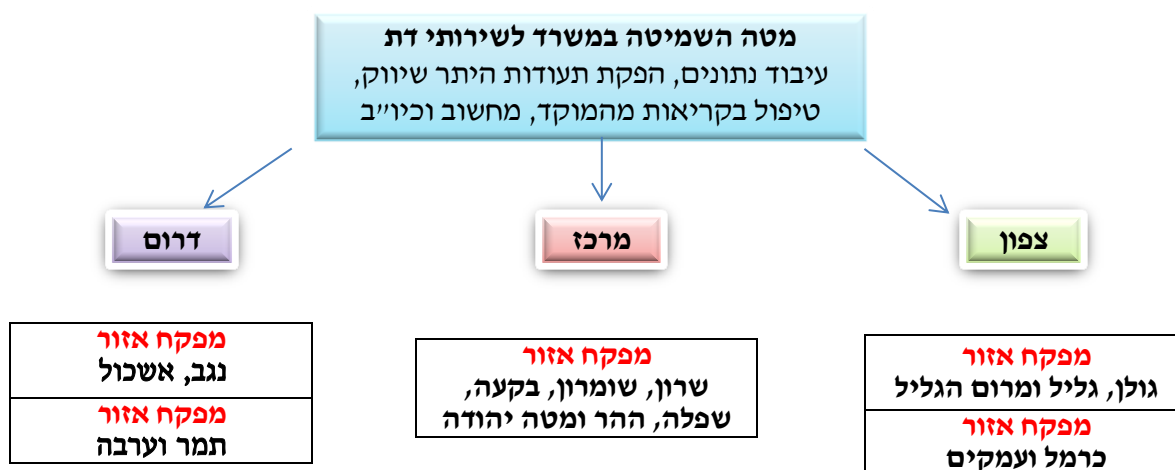 מטה השמיטה במשרד לשירותי דת
עיבוד נתונים, הפקת תעודות היתר שיווק,
טיפול בקריאות מהמוקד, מחשוב וכיו״ב
צפון
מרכז
דרום
מפקח אזור
גולן, גליל ומרום הגליל
מפקח אזור
כרמל ועמקים
מפקח אזור
שרון, שומרון, בקעה,
שפלה, ההר ומטה יהודה
מפקח אזור
נגב, אשכול
מפקח אזור
תמר וערבה